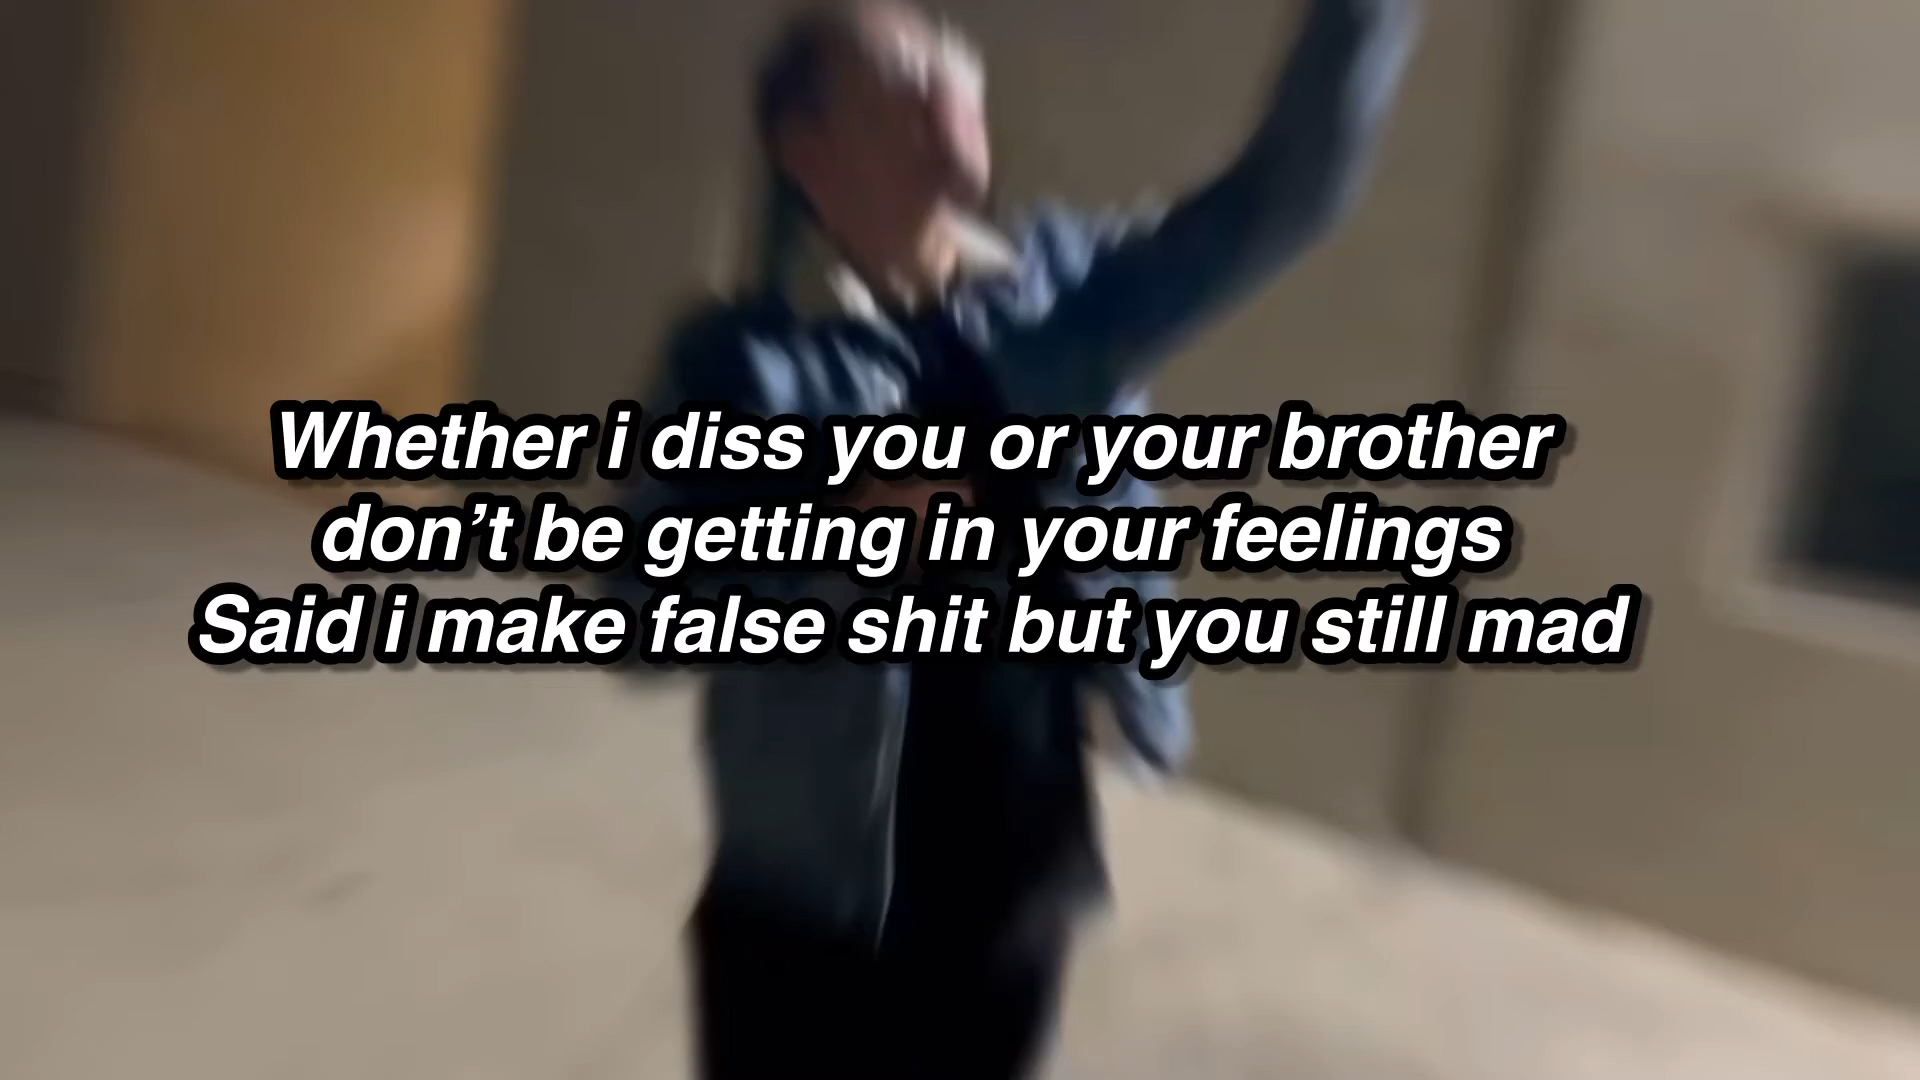 Whether i diss you or your brother
don’t be getting in your feelings
Said i make false shit but you still mad